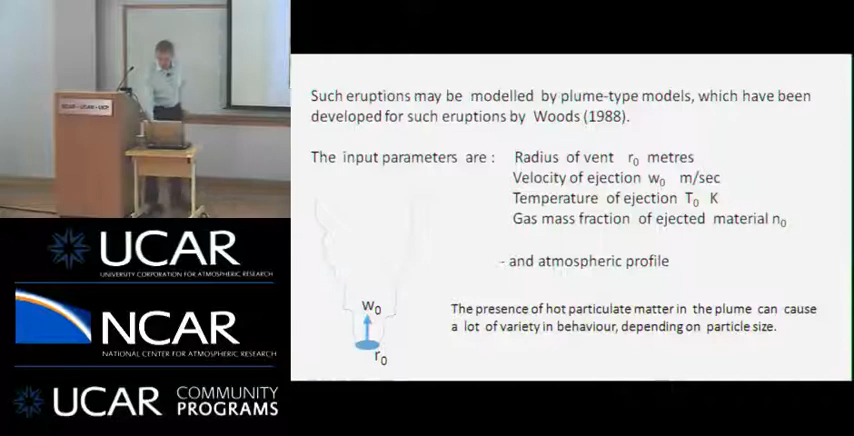 Such eruptions may be modelled by plume-type models, which have been
developed for such eruptions by Woods (1988).
The input parameters are : Radius of vent r₀ metres
Velocity of ejection w₀ m/sec
Temperature of ejection T₀ K
Gas mass fraction of ejected material n₀
- and atmospheric profile
The presence of hot particulate matter in the plume can cause
a lot of variety in behaviour, depending on particle size.
w₀
r₀
UCAR
UNIVERSITY CORPORATION FOR ATMOSPHERIC RESEARCH
NCAR
NATIONAL CENTER FOR ATMOSPHERIC RESEARCH
UCAR COMMUNITY
PROGRAMS